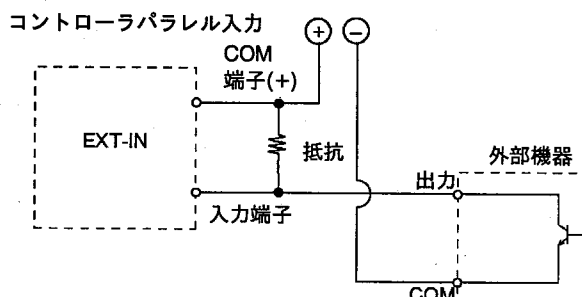 コントローラパラレル入力
COM
端子(+)
+
−
EXT-IN
抵抗
外部機器
出力
入力端子
COM